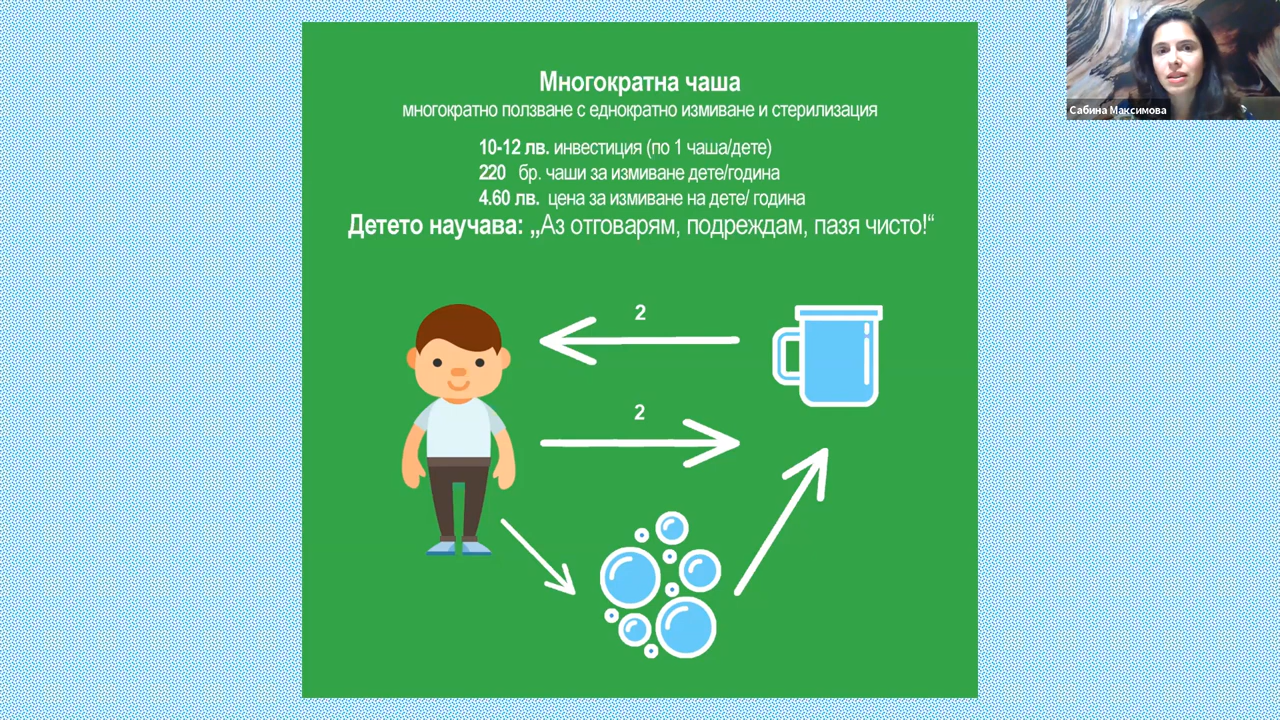 Многократна чаша
многократно ползване с еднократно измиване и стерилизация
10-12 лв. инвестиция (по 1 чаша/дете)
220 бр. чаши за измиване дете/година
4.60 лв. цена за измиване на дете/ година
Детето научава: „Аз отговарям, подреждам, пазя чисто!“
2
2
Сабина Максимова